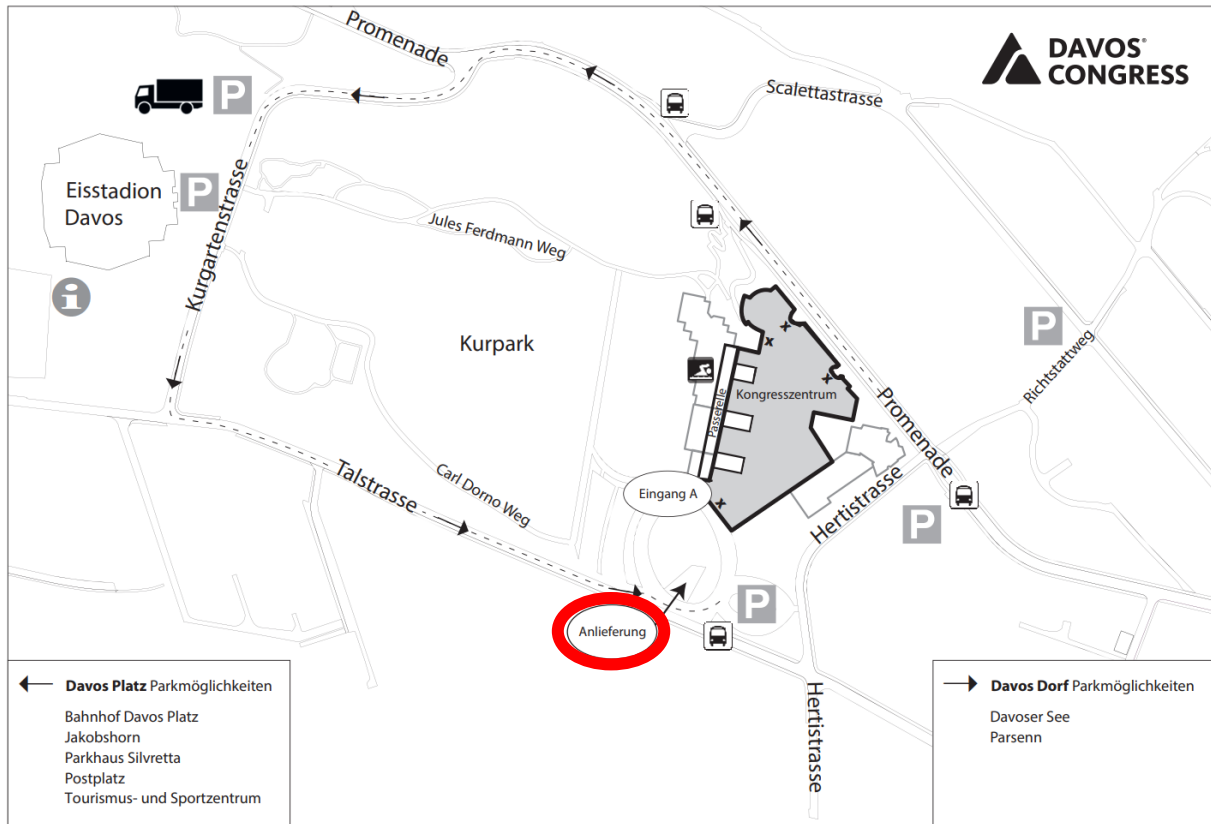 Promenade
DAVOS®
CONGRESS
P
Scalettastrasse
Eisstadion
Davos
P
Kurgartenstrasse
Jules Ferdmann Weg
i
Kurpark
P
Richtstattweg
Passerelle
Kongresszentrum
Promenade
Talstrasse
Carl Dorno Weg
Eingang A
Hertistrasse
P
P
Anlieferung
Hertistrasse
Davos Platz Parkmöglichkeiten
Bahnhof Davos Platz
Jakobshorn
Parkhaus Silvretta
Postplatz
Tourismus- und Sportzentrum
Davos Dorf Parkmöglichkeiten
Davoser See
Parsenn